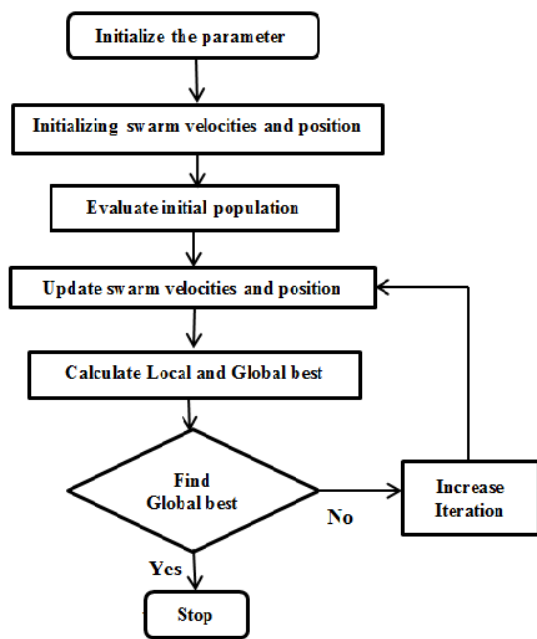 Initialize the parameter
Initializing swarm velocities and position
Evaluate initial population
Update swarm velocities and position
Calculate Local and Global best
Find
Global best
No
Increase
Iteration
Yes
Stop